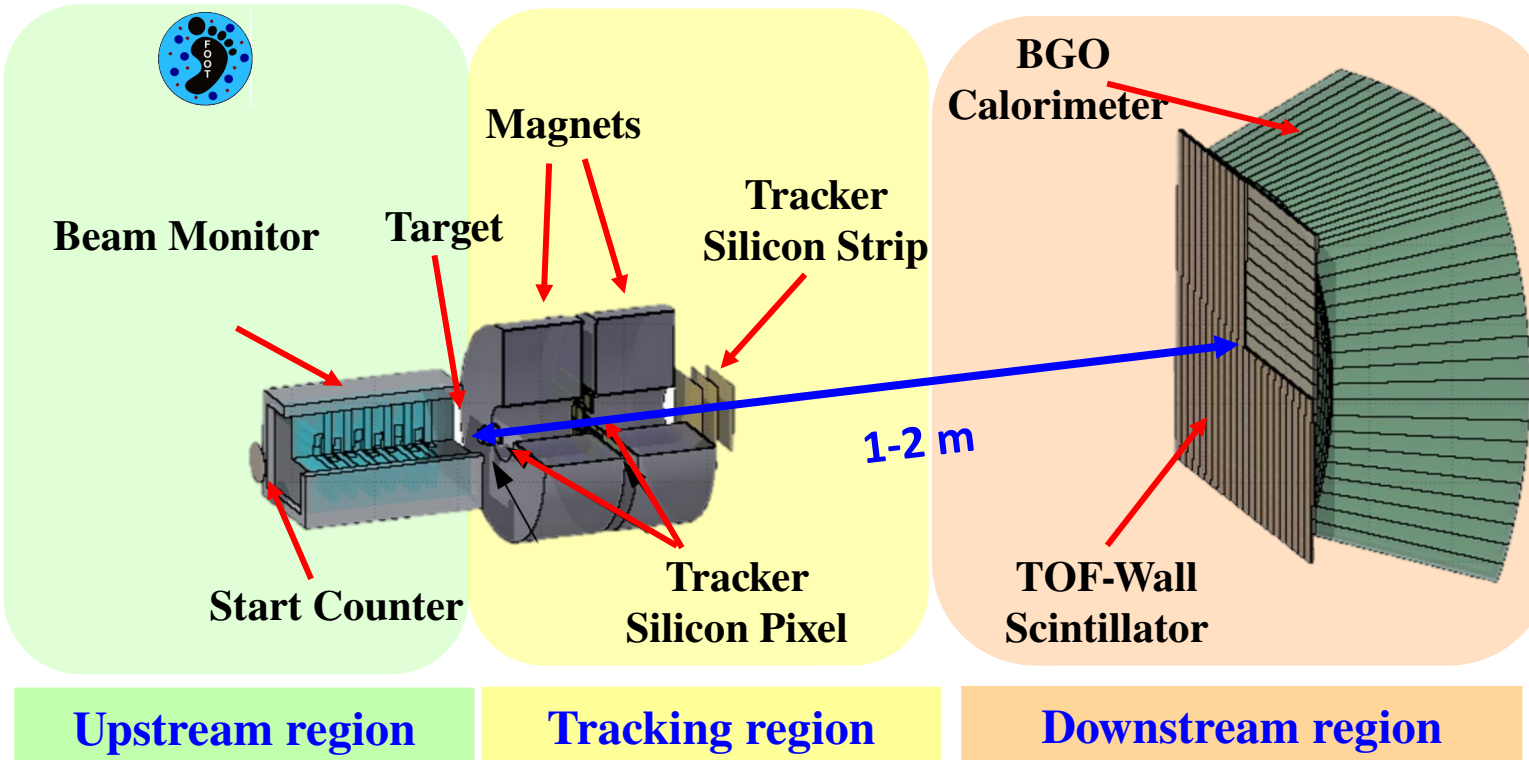 FOOT
BGO
Calorimeter
Magnets
Tracker
Silicon Strip
Beam Monitor
Target
1-2 m
Start Counter
Tracker
Silicon Pixel
TOF-Wall
Scintillator
Upstream region
Tracking region
Downstream region